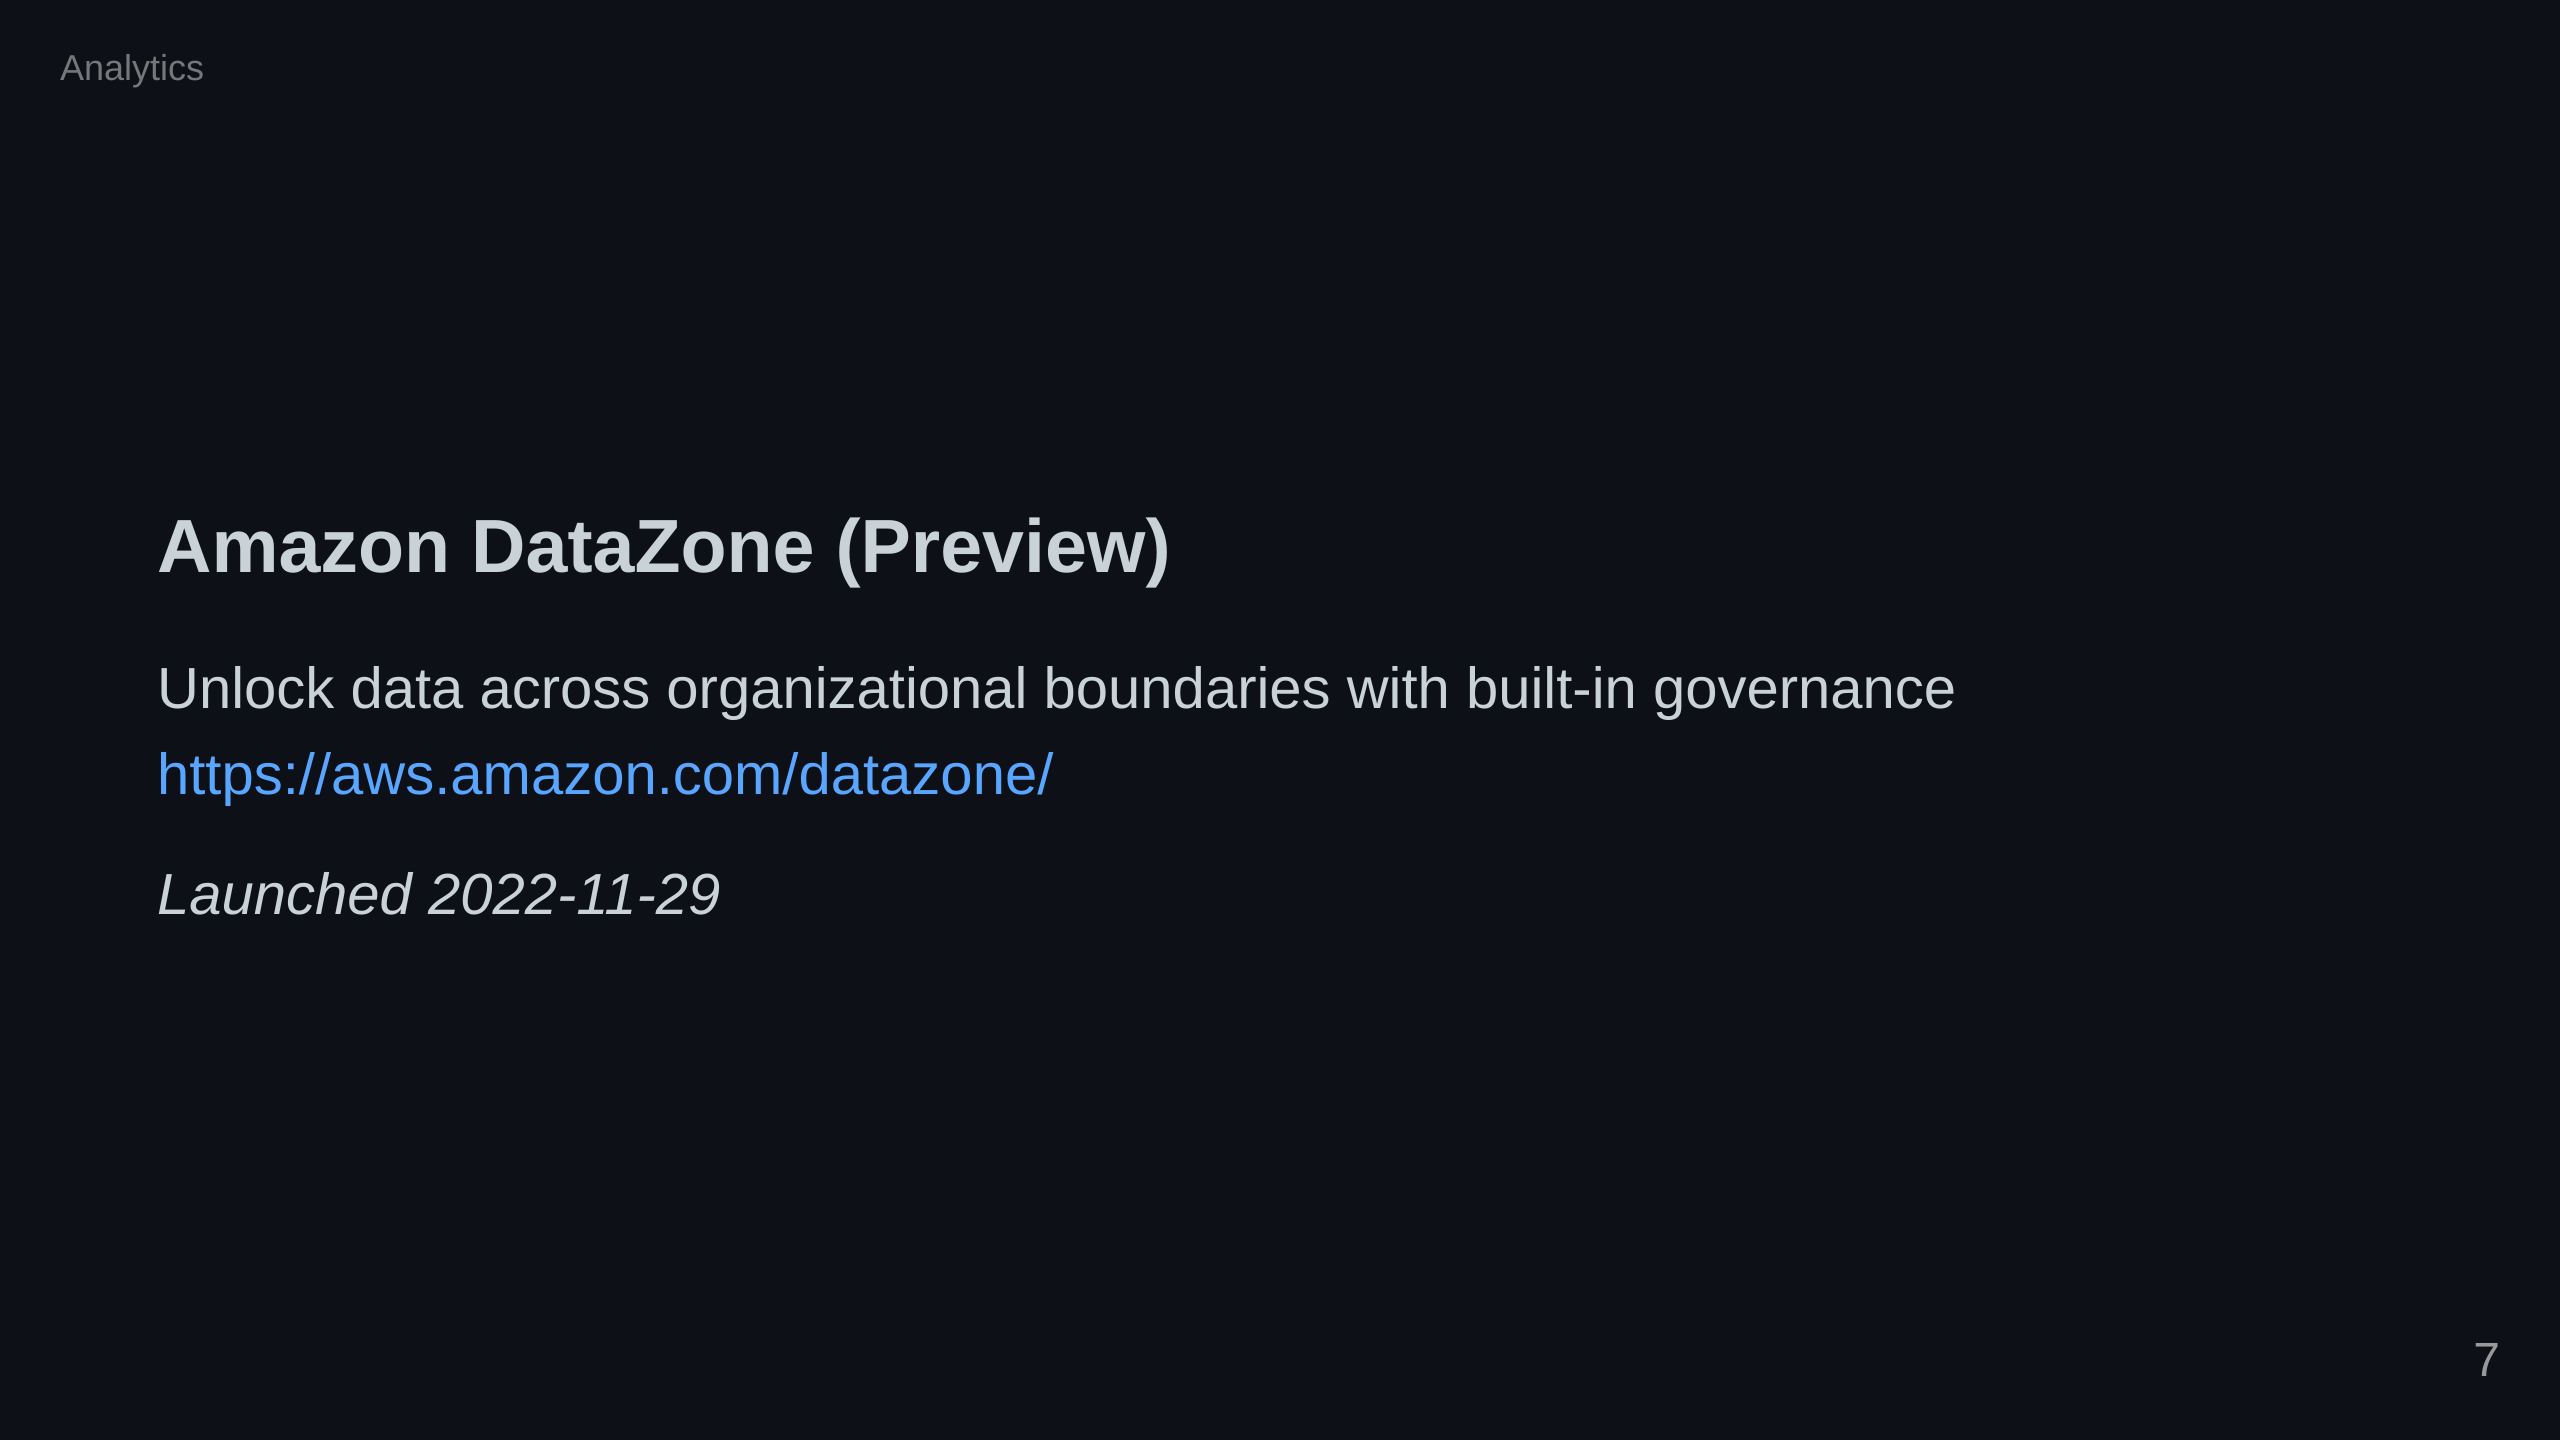 Analytics
Amazon DataZone (Preview)
Unlock data across organizational boundaries with built-in governance
https://aws.amazon.com/datazone/
Launched 2022-11-29
7